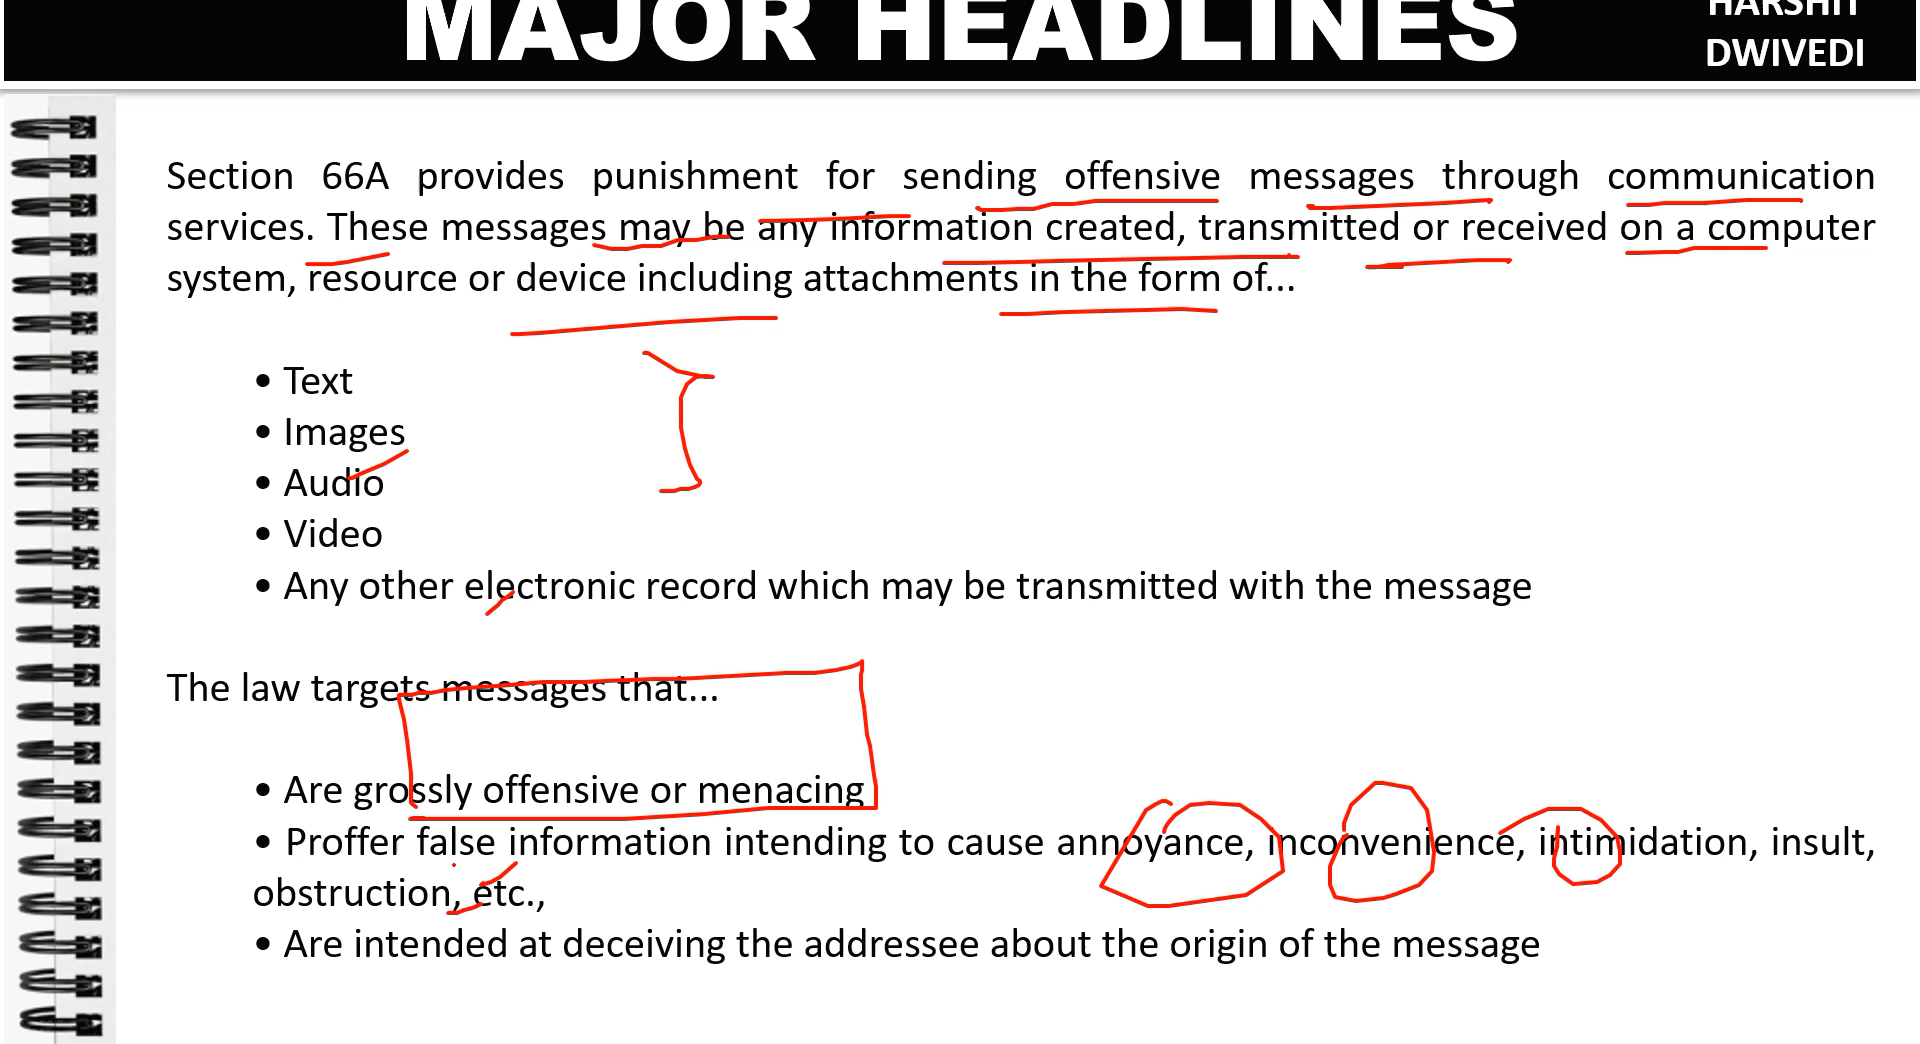 MAJOR HEADLINES
HARSHIT
DWIVEDI
Section 66A provides punishment for sending offensive messages through communication
services. These messages may be any information created, transmitted or received on a computer
system, resource or device including attachments in the form of...
• Text
• Images
• Audio
• Video
• Any other electronic record which may be transmitted with the message
The law targets messages that...
• Are grossly offensive or menacing
• Proffer false information intending to cause annoyance, inconvenience, intimidation, insult,
obstruction, etc.,
• Are intended at deceiving the addressee about the origin of the message